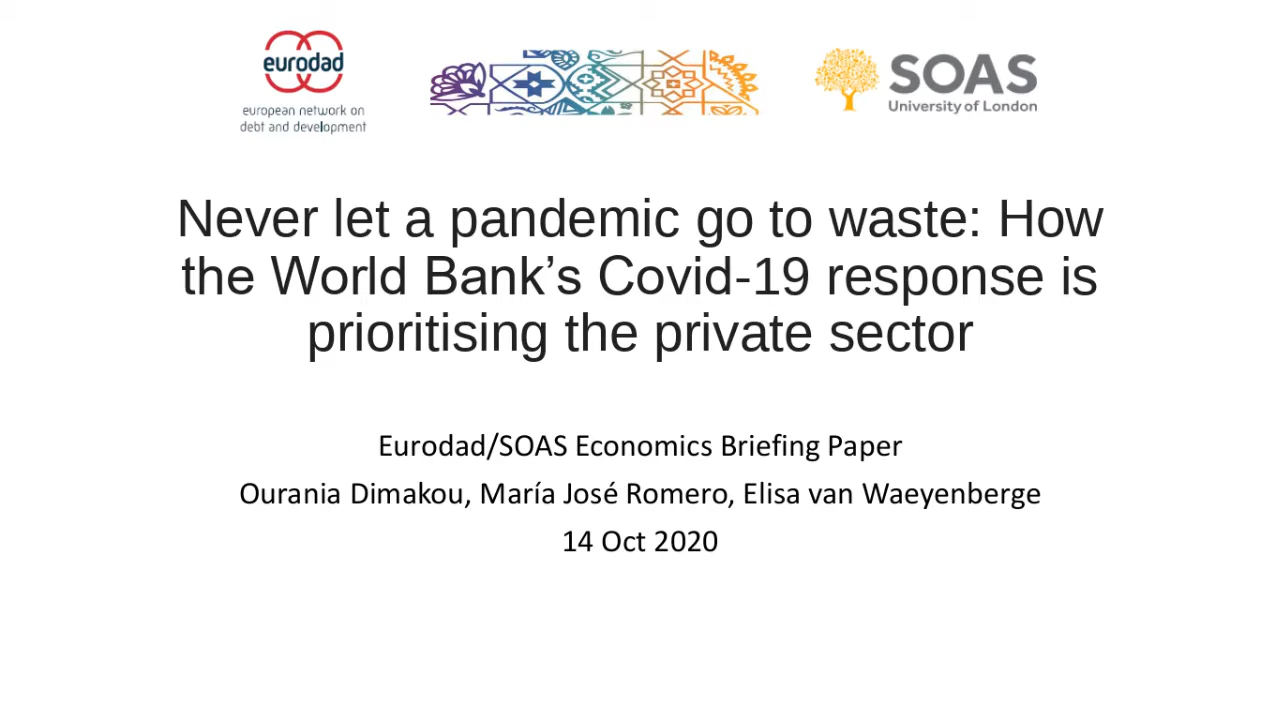 eurodad
european network on
debt and development
SOAS
University of London
Never let a pandemic go to waste: How
the World Bank’s Covid-19 response is
prioritising the private sector
Eurodad/SOAS Economics Briefing Paper
Ourania Dimakou, María José Romero, Elisa van Waeyenberge
14 Oct 2020